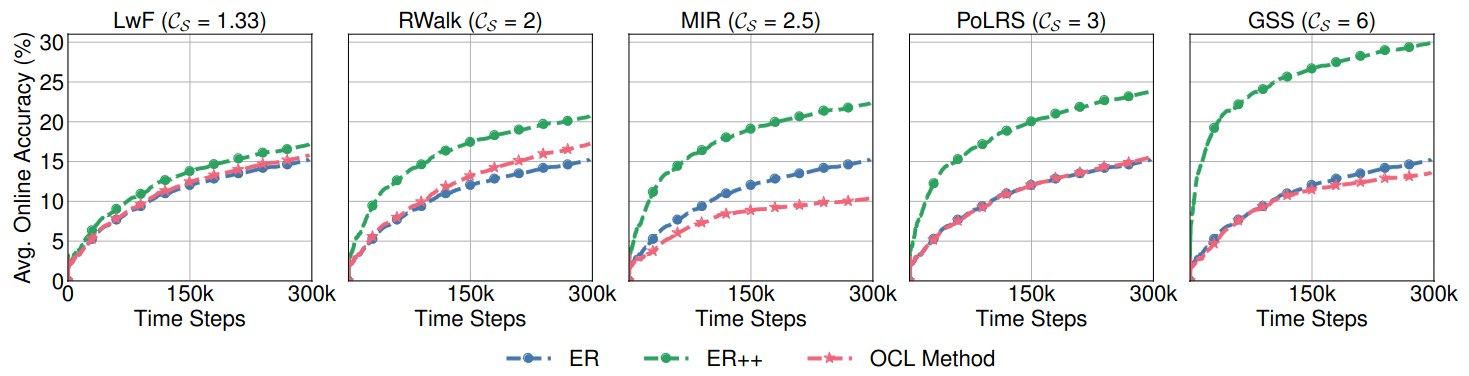 LwF (𝒞𝒮 = 1.33)
RWalk (𝒞𝒮 = 2)
MIR (𝒞𝒮 = 2.5)
PoLRS (𝒞𝒮 = 3)
GSS (𝒞𝒮 = 6)
Avg. Online Accuracy (%)
30
25
20
15
10
5
0
0 150k 300k
150k 300k
150k 300k
150k 300k
150k 300k
Time Steps
Time Steps
Time Steps
Time Steps
Time Steps
ER ER++ OCL Method